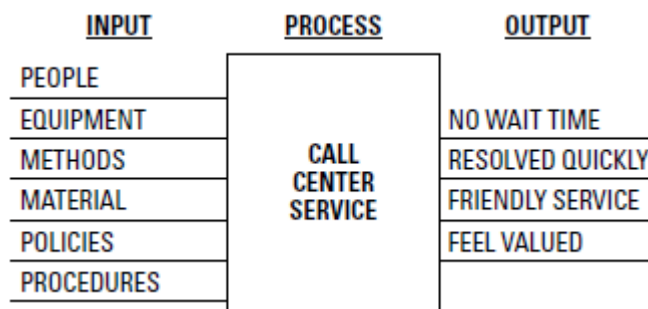 INPUT PROCESS OUTPUT
PEOPLE
EQUIPMENT
METHODS
MATERIAL
POLICIES
PROCEDURES
CALL
CENTER
SERVICE
NO WAIT TIME
RESOLVED QUICKLY
FRIENDLY SERVICE
FEEL VALUED